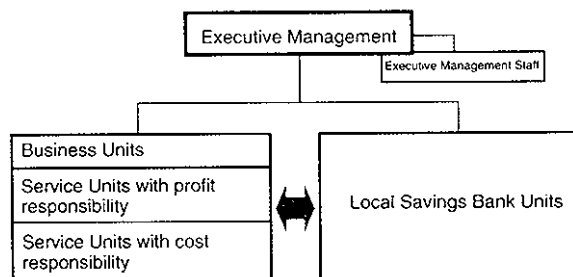 Executive Management
Executive Management Staff
Business Units
Service Units with profit
responsibility
Service Units with cost
responsibility
Local Savings Bank Units